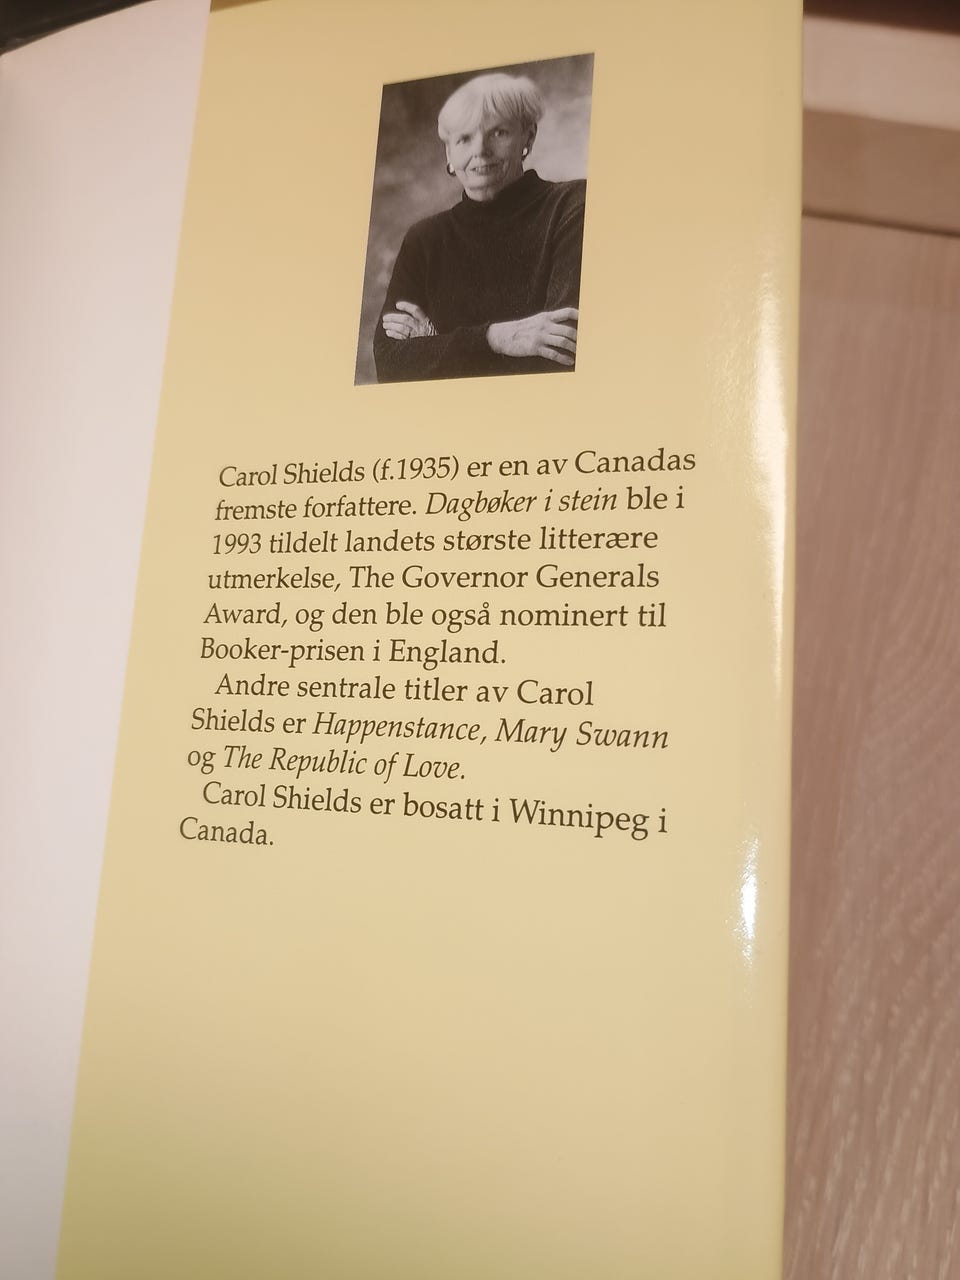 Carol Shields (f.1935) er en av Canadas
fremste forfattere. Dagbøker i stein ble i
1993 tildelt landets største litterære
utmerkelse, The Governor Generals
Award, og den ble også nominert til
Booker-prisen i England.
Andre sentrale titler av Carol
Shields er Happenstance, Mary Swann
og The Republic of Love.
Carol Shields er bosatt i Winnipeg i
Canada.